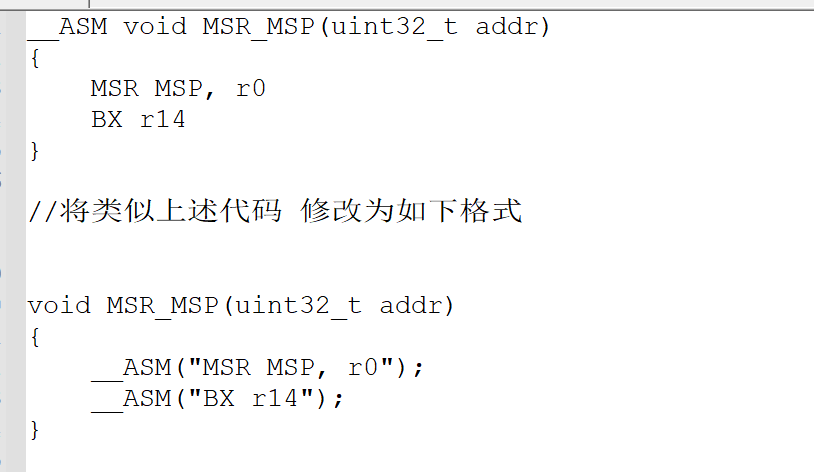 __ASM void MSR_MSP(uint32_t addr)
{
    MSR MSP, r0
    BX r14
}
//将类似上述代码 修改为如下格式
void MSR_MSP(uint32_t addr)
{
    __ASM("MSR MSP, r0");
    __ASM("BX r14");
}